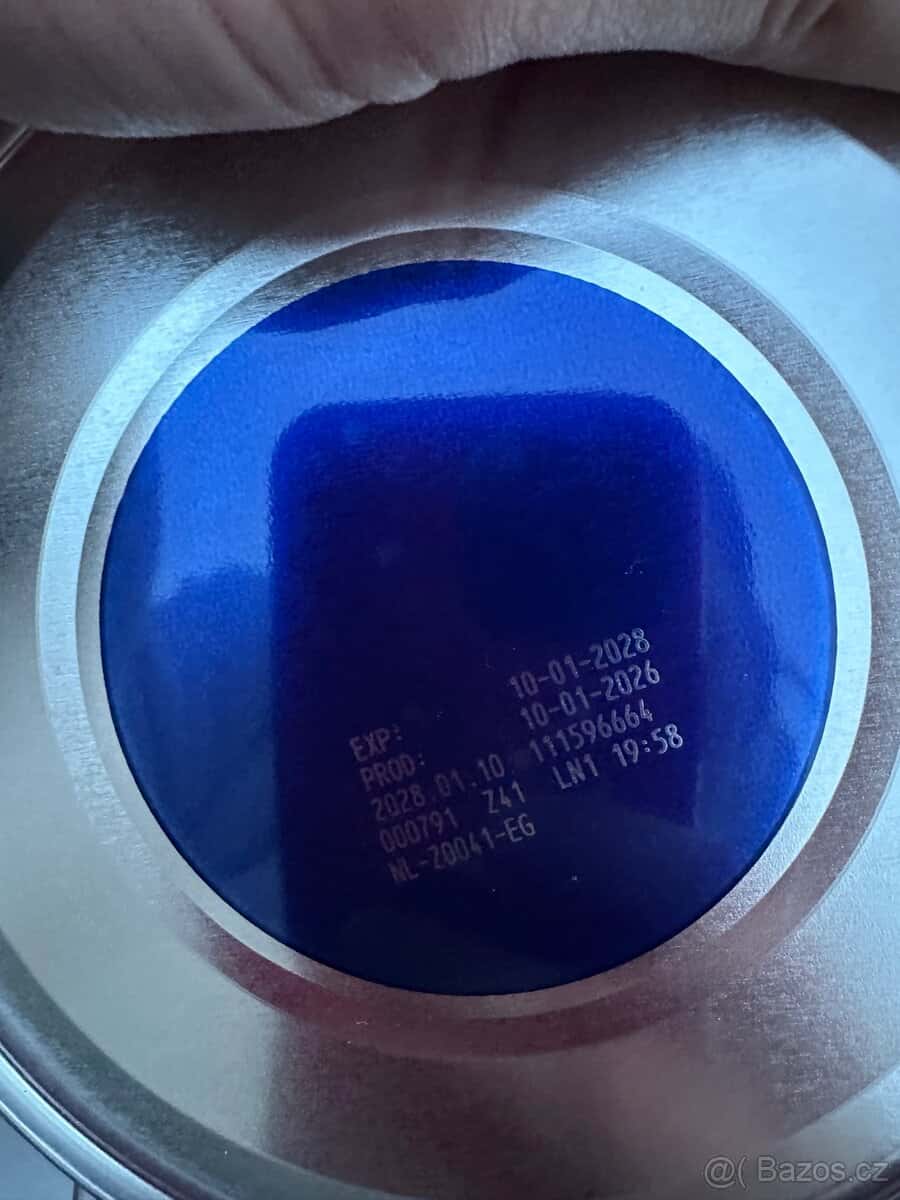 EXP: 10-01-2028
PROD: 10-01-2026
2028.01.10 111596664
000791 Z41 LN1 19:58
NL-Z0041-EG
@( Bazos.cz